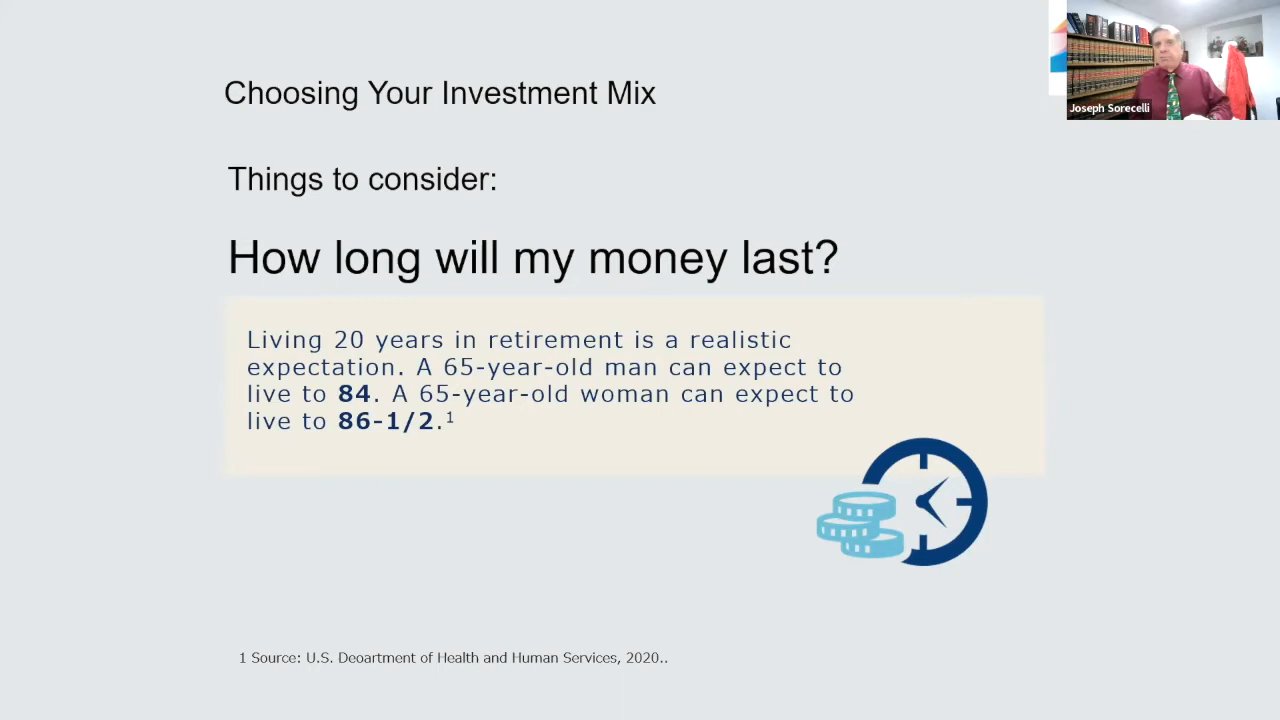 Choosing Your Investment Mix
Joseph Sorecelli
Things to consider:
How long will my money last?
Living 20 years in retirement is a realistic
expectation. A 65-year-old man can expect to
live to 84. A 65-year-old woman can expect to
live to 86-1/2.¹
1 Source: U.S. Deoartment of Health and Human Services, 2020..